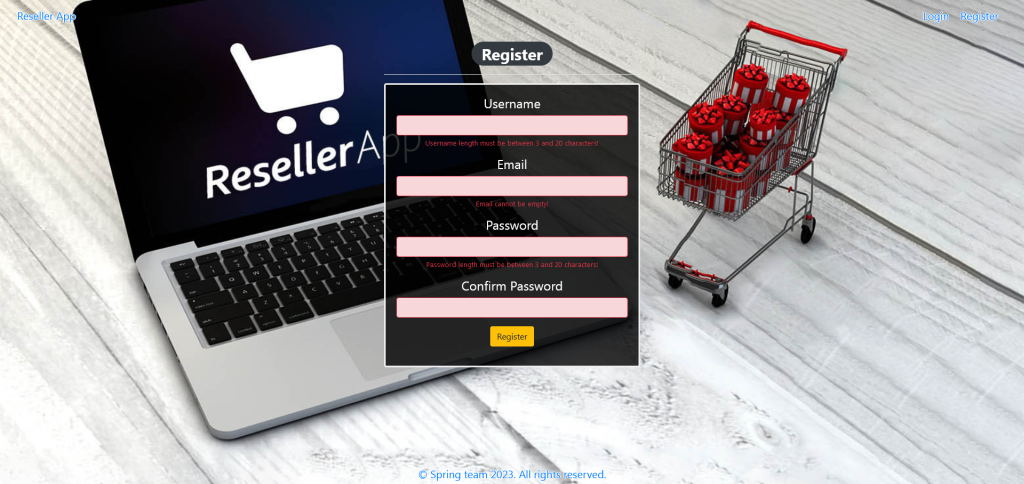 Reseller App
Login Register
Register
ResellerApp
Username
Username length must be between 3 and 20 characters!
Email
Email cannot be empty!
Password
Password length must be between 3 and 20 characters!
Confirm Password
Register
© Spring team 2023. All rights reserved.